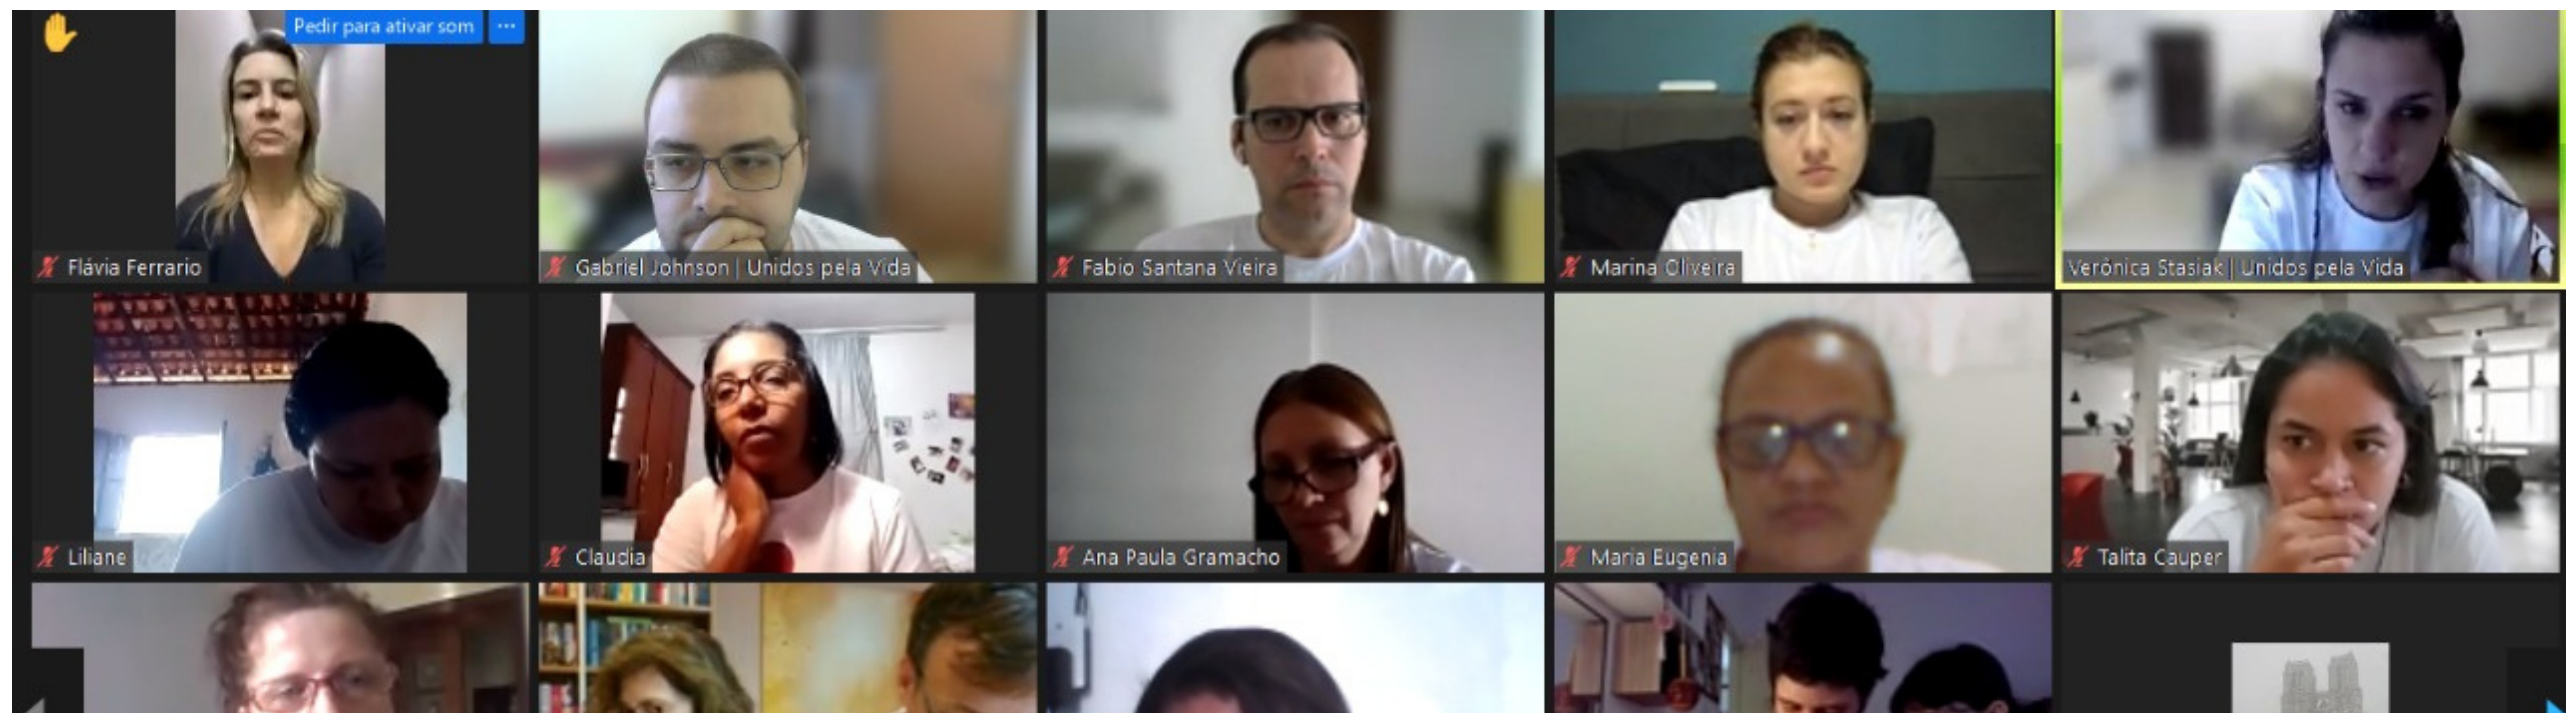 Pedir para ativar som ...
Flávia Ferrario
Gabriel Johnson | Unidos pela Vida
Fabio Santana Vieira
Marina Oliveira
Verônica Stasiak | Unidos pela Vida
Liliane
Claudia
Ana Paula Gramacho
Maria Eugenia
Talita Cauper